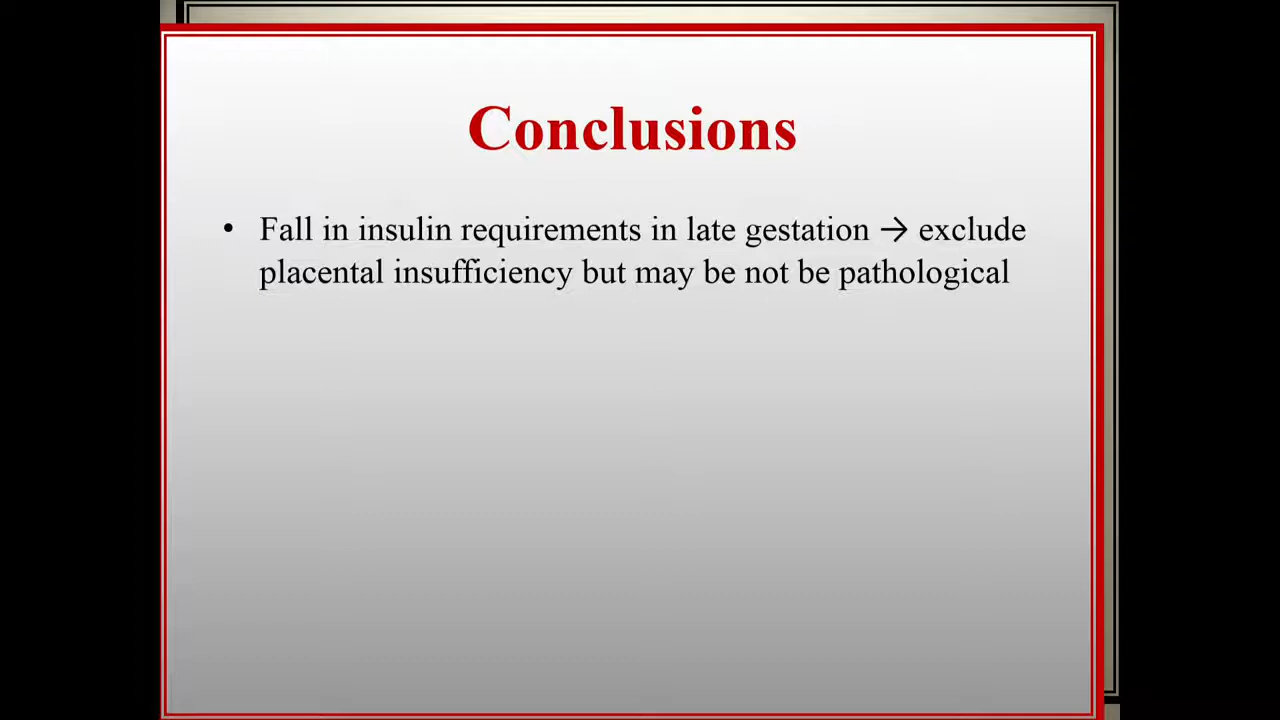 Conclusions
• Fall in insulin requirements in late gestation → exclude
placental insufficiency but may be not be pathological